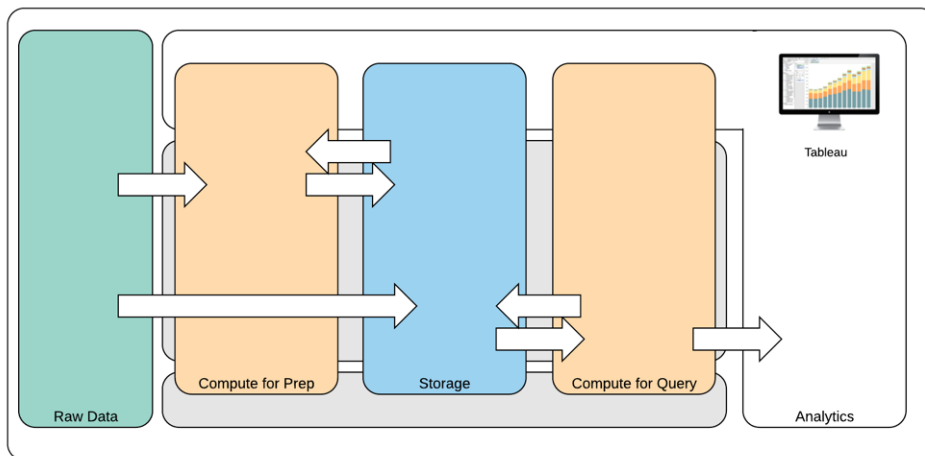 Tableau
Compute for Prep
Storage
Compute for Query
Raw Data
Analytics